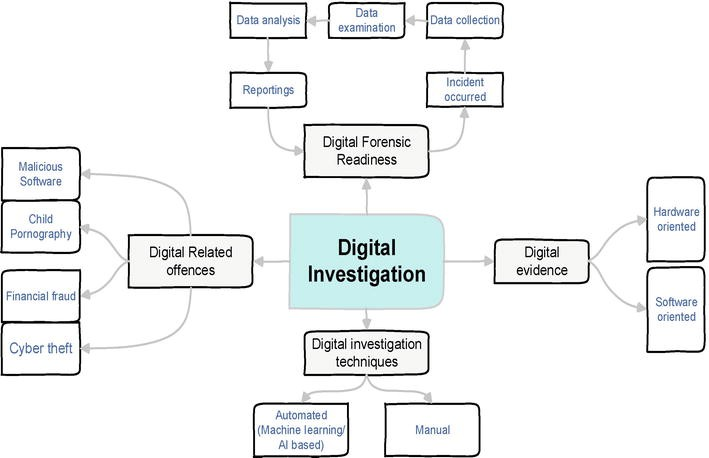 Data analysis
Data
examination
Data collection
Reportings
Incident
occurred
Digital Forensic
Readiness
Malicious
Software
Child
Pornography
Financial fraud
Cyber theft
Digital Related
offences
Digital
Investigation
Digital
evidence
Hardware
oriented
Software
oriented
Digital investigation
techniques
Automated
(Machine learning/
AI based)
Manual